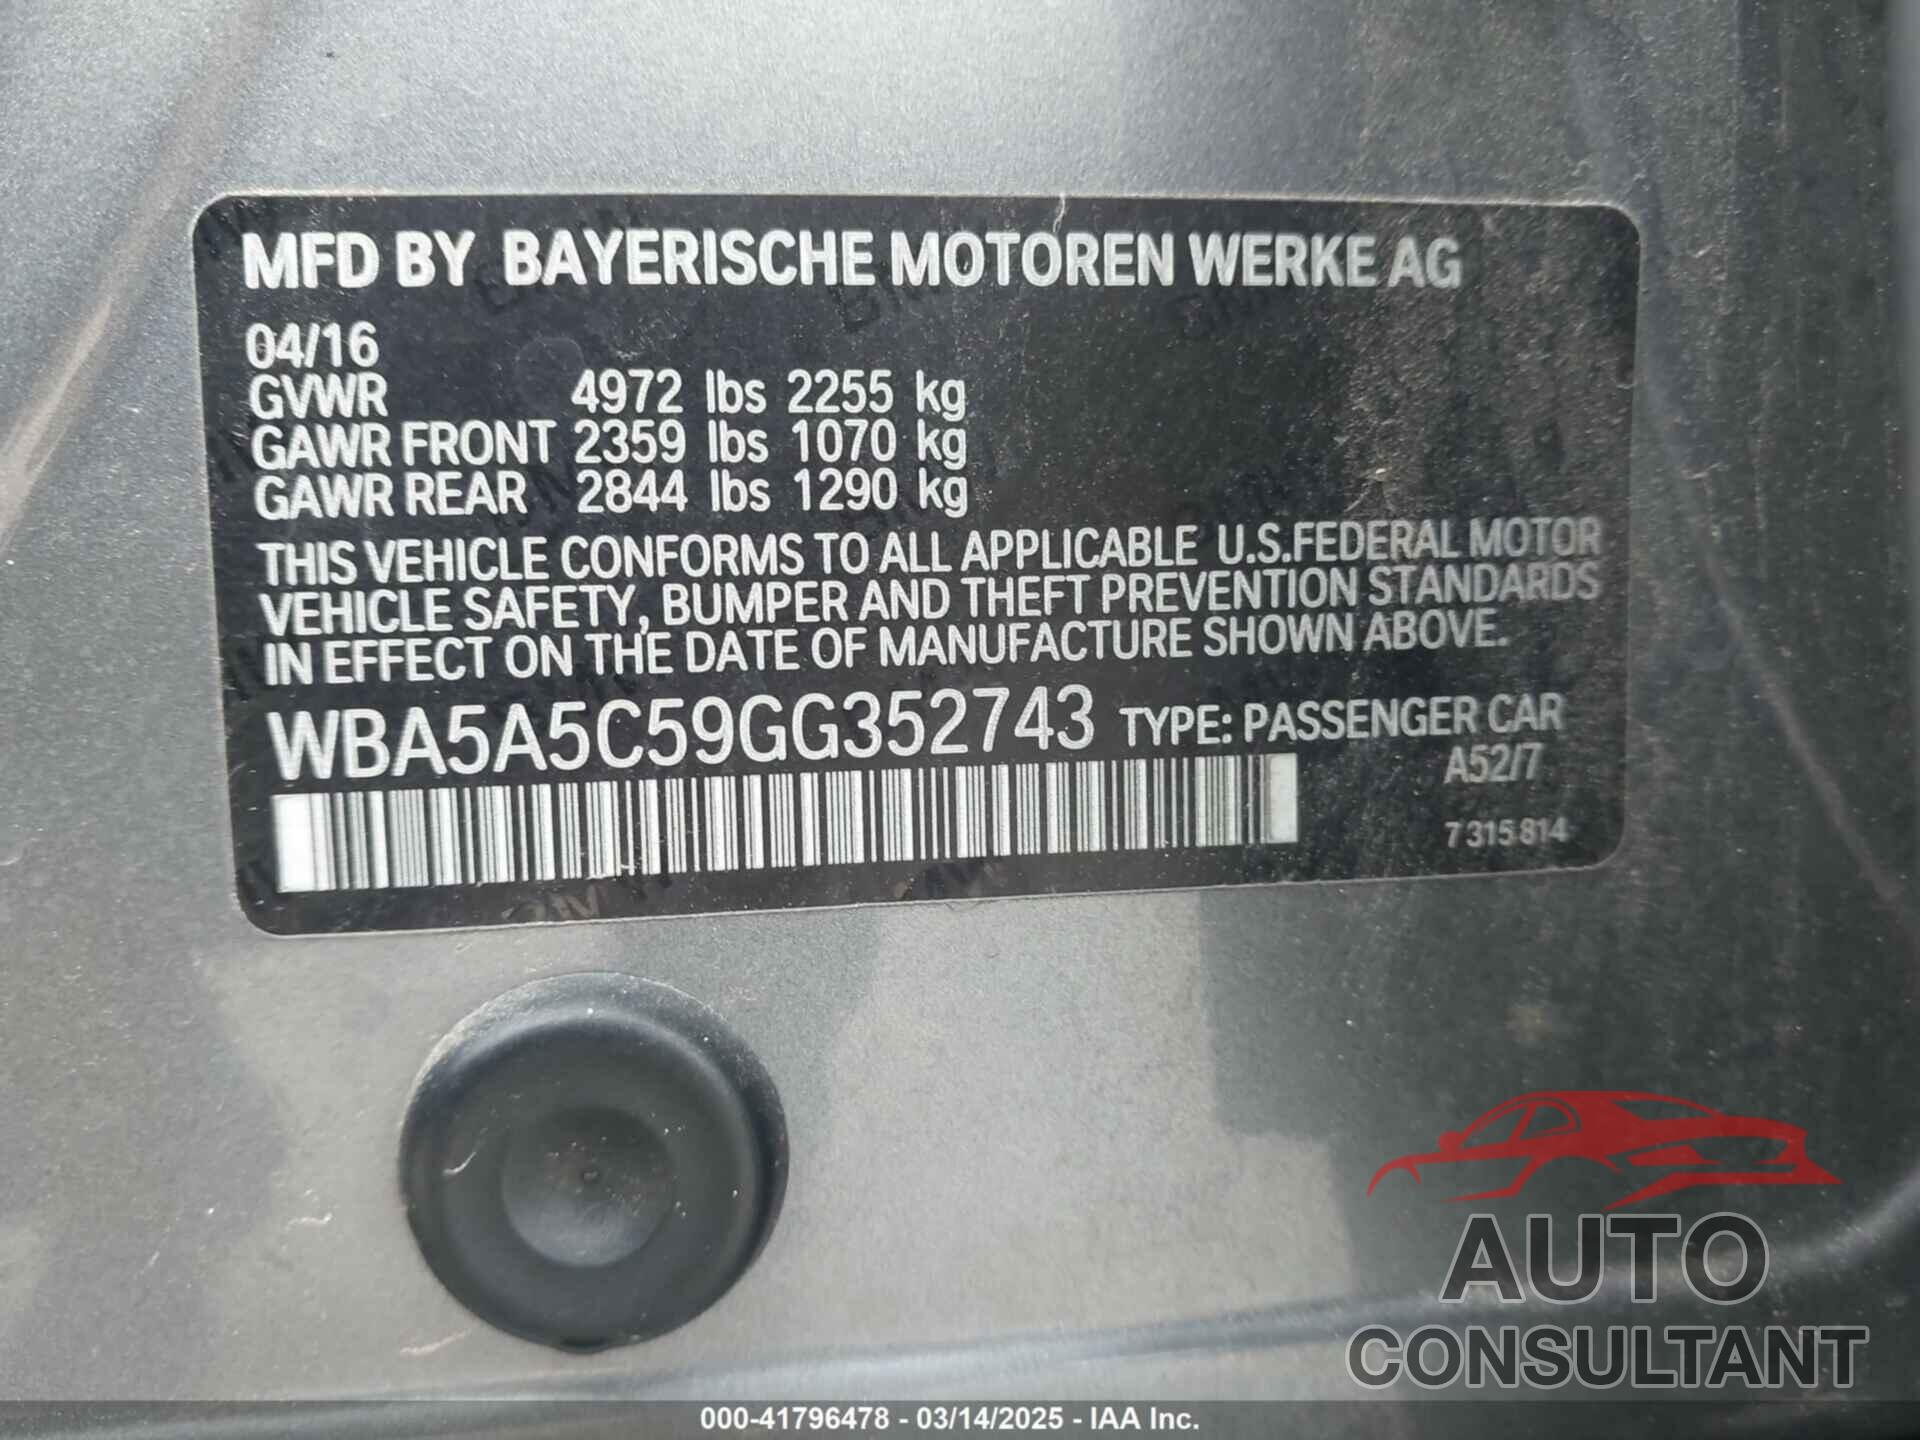 MFD BY BAYERISCHE MOTOREN WERKE AG
04/16
GVWR 4972 lbs 2255 kg
GAWR FRONT 2359 lbs 1070 kg
GAWR REAR 2844 lbs 1290 kg
THIS VEHICLE CONFORMS TO ALL APPLICABLE U.S.FEDERAL MOTOR
VEHICLE SAFETY, BUMPER AND THEFT PREVENTION STANDARDS
IN EFFECT ON THE DATE OF MANUFACTURE SHOWN ABOVE.
WBA5A5C59GG352743 TYPE: PASSENGER CAR
A52/7
7 315 814
AUTO
CONSULTANT
000-41796478 - 03/14/2025 - IAA Inc.